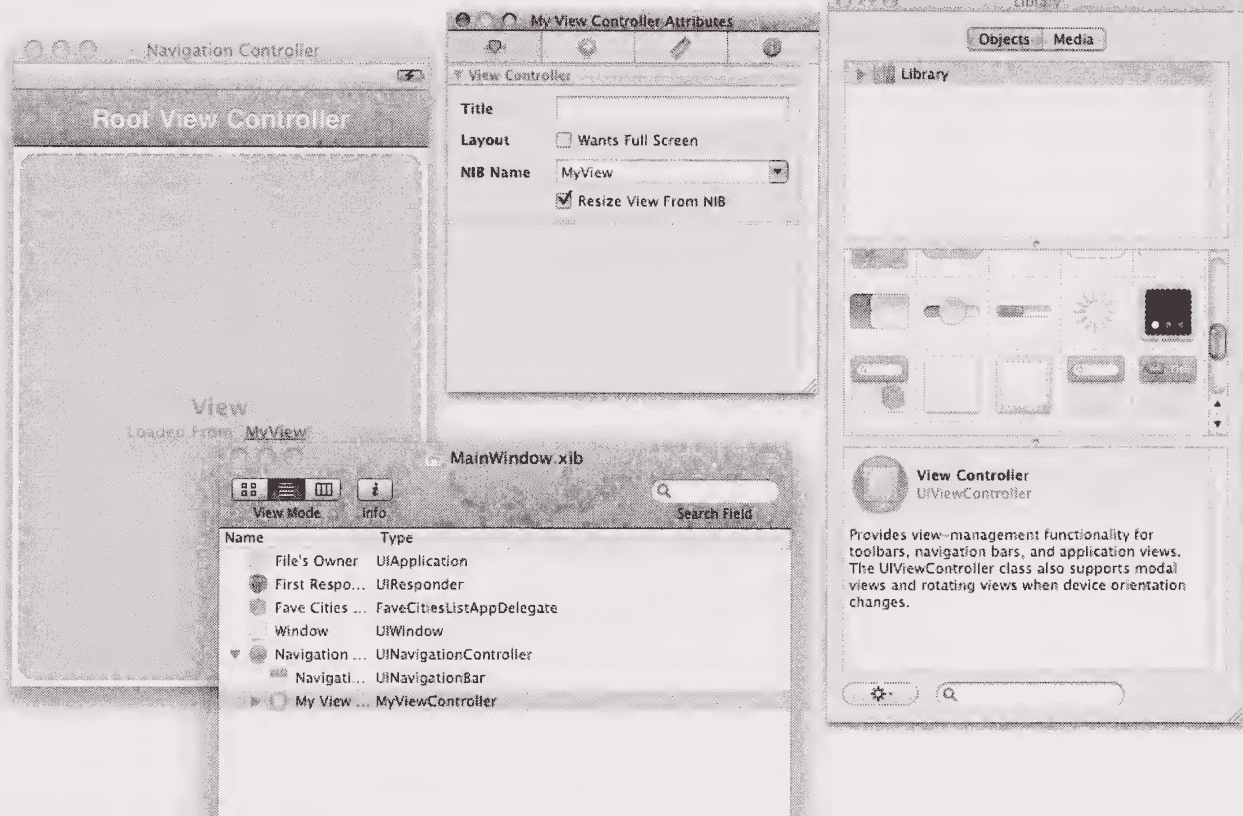 Navigation Controller
Root View Controller
View
Loaded From "MyView"
My View Controller Attributes
View Controller
Title
Layout
Wants Full Screen
NIB Name
MyView
Resize View From NIB
Library
Objects
Media
Library
View Controller
UIViewController
Provides view-management functionality for
toolbars, navigation bars, and application views.
The UIViewController class also supports modal
views and rotating views when device orientation
changes.
MainWindow.xib
View Mode
Info
Search Field
Name Type
File's Owner UIApplication
First Respo... UIResponder
Fave Cities ... FaveCitiesListAppDelegate
Window UIWindow
Navigation ... UINavigationController
Navigati... UINavigationBar
My View ... MyViewController